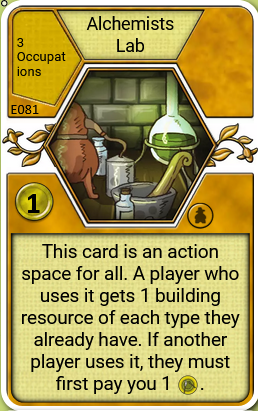 Alchemists
Lab
3
Occupat
ions
E081
1
This card is an action
space for all. A player who
uses it gets 1 building
resource of each type they
already have. If another
player uses it, they must
first pay you 1 .